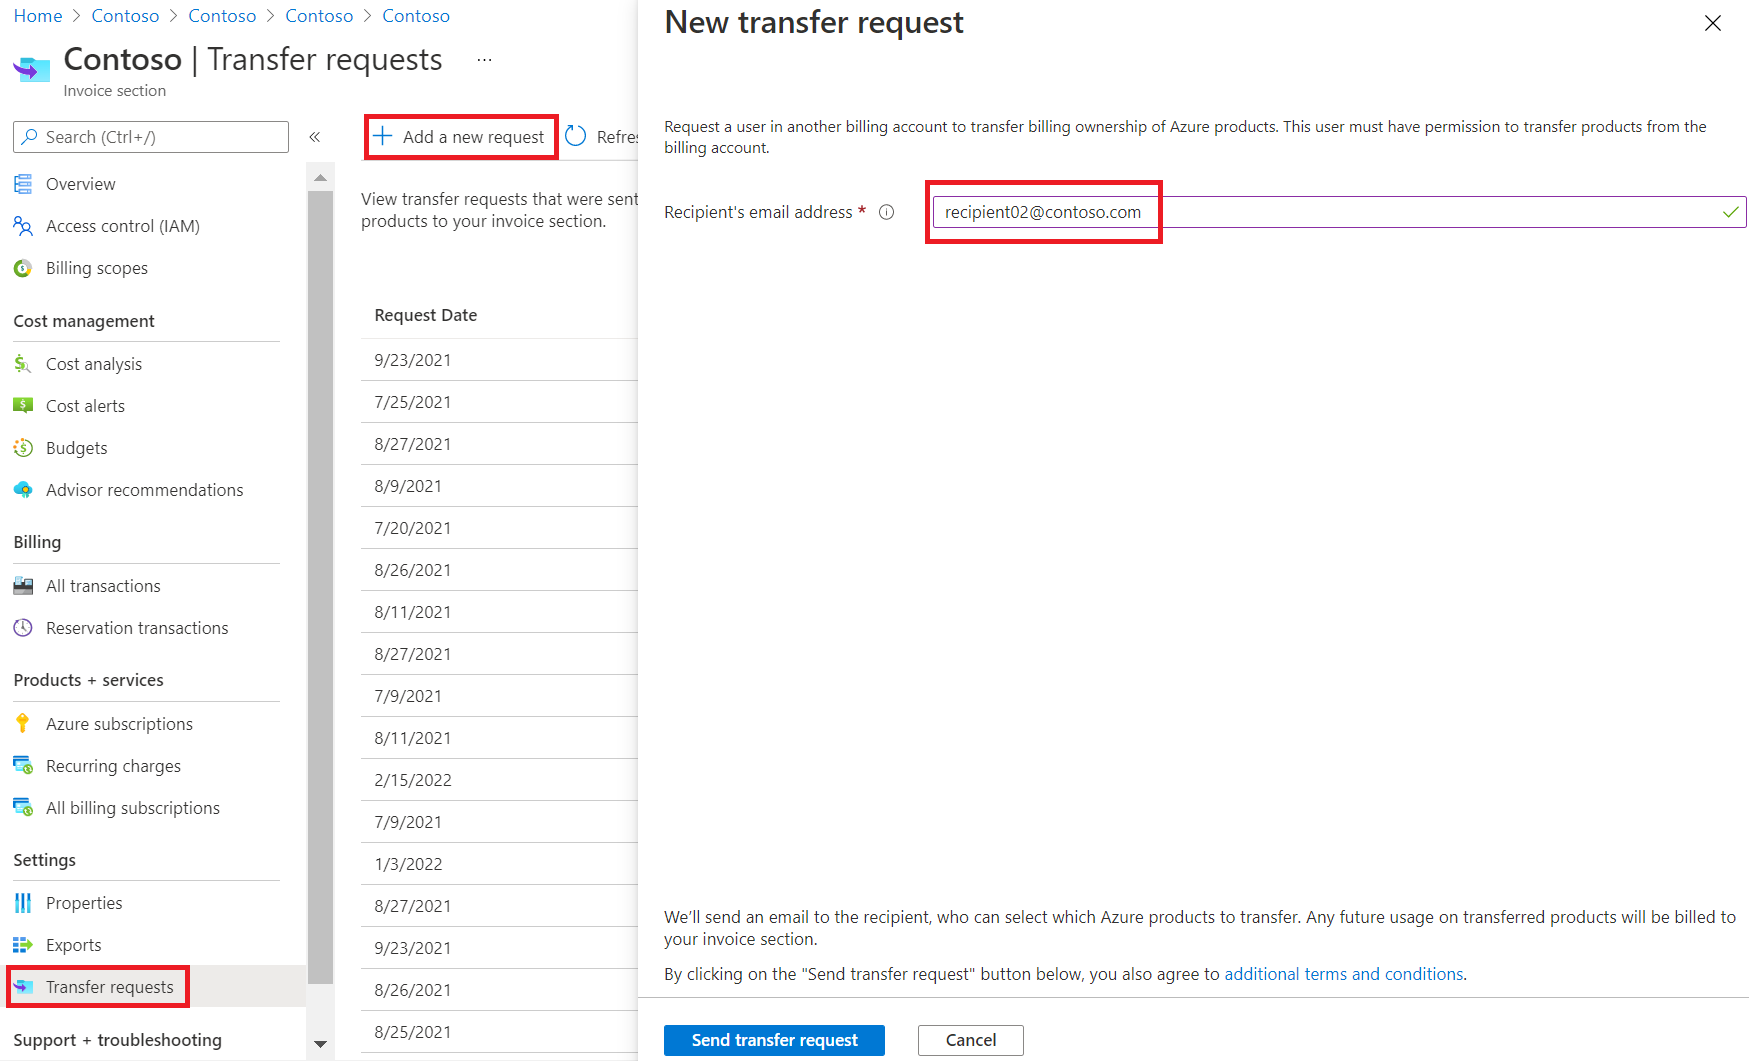 Home > Contoso > Contoso > Contoso > Contoso
Contoso | Transfer requests ...
Invoice section
Search (Ctrl+/)
«
Overview
Access control (IAM)
Billing scopes
Cost management
Cost analysis
Cost alerts
Budgets
Advisor recommendations
Billing
All transactions
Reservation transactions
Products + services
Azure subscriptions
Recurring charges
All billing subscriptions
Settings
Properties
Exports
Transfer requests
Support + troubleshooting
+ Add a new request
Refres
View transfer requests that were sent
products to your invoice section.
Request Date
9/23/2021
7/25/2021
8/27/2021
8/9/2021
7/20/2021
8/26/2021
8/11/2021
8/27/2021
7/9/2021
8/11/2021
2/15/2022
7/9/2021
1/3/2022
8/27/2021
9/23/2021
8/26/2021
8/25/2021
New transfer request
Request a user in another billing account to transfer billing ownership of Azure products. This user must have permission to transfer products from the
billing account.
Recipient's email address *
recipient02@contoso.com
We'll send an email to the recipient, who can select which Azure products to transfer. Any future usage on transferred products will be billed to
your invoice section.
By clicking on the "Send transfer request" button below, you also agree to additional terms and conditions.
Send transfer request
Cancel